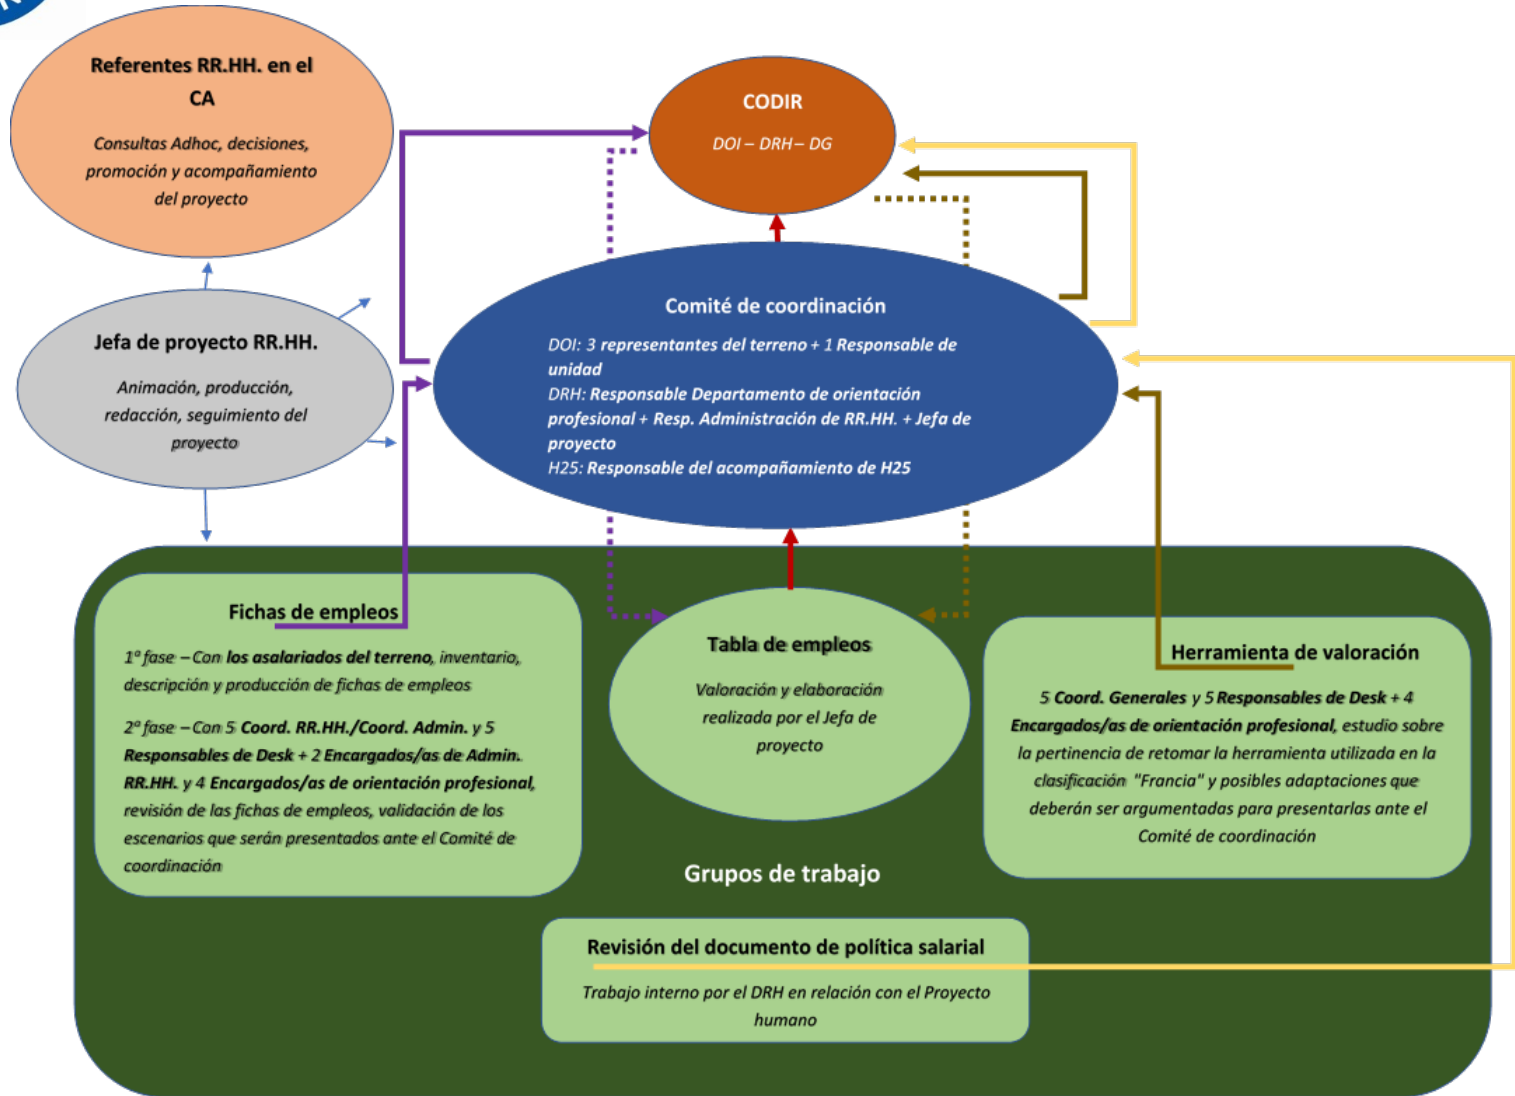 N
Referentes RR.HH. en el
CA
Consultas Adhoc, decisiones,
promoción y acompañamiento
del proyecto
CODIR
DOI – DRH – DG
Jefa de proyecto RR.HH.
Animación, producción,
redacción, seguimiento del
proyecto
Comité de coordinación
DOI: 3 representantes del terreno + 1 Responsable de
unidad
DRH: Responsable Departamento de orientación
profesional + Resp. Administración de RR.HH. + Jefa de
proyecto
H25: Responsable del acompañamiento de H25
Fichas de empleos
1ª fase – Con los asalariados del terreno, inventario,
descripción y producción de fichas de empleos
2ª fase – Con 5 Coord. RR.HH./Coord. Admin. y 5
Responsables de Desk + 2 Encargados/as de Admin.
RR.HH. y 4 Encargados/as de orientación profesional,
revisión de las fichas de empleos, validación de los
escenarios que serán presentados ante el Comité de
coordinación
Tabla de empleos
Valoración y elaboración
realizada por el Jefa de
proyecto
Herramienta de valoración
5 Coord. Generales y 5 Responsables de Desk + 4
Encargados/as de orientación profesional, estudio sobre
la pertinencia de retomar la herramienta utilizada en la
clasificación "Francia" y posibles adaptaciones que
deberán ser argumentadas para presentarlas ante el
Comité de coordinación
Grupos de trabajo
Revisión del documento de política salarial
Trabajo interno por el DRH en relación con el Proyecto
humano